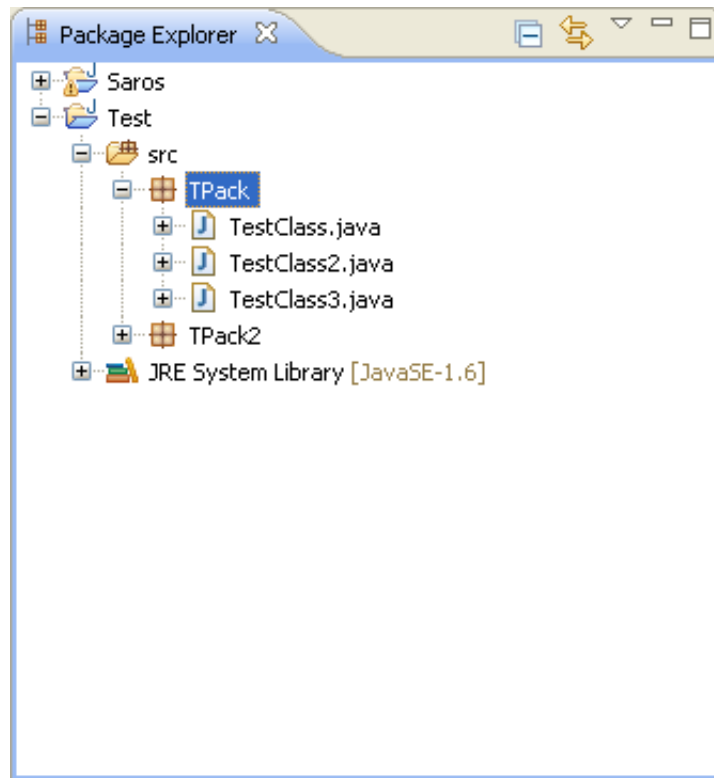 Package Explorer
Saros
Test
src
TPack
TestClass.java
TestClass2.java
TestClass3.java
TPack2
JRE System Library [JavaSE-1.6]